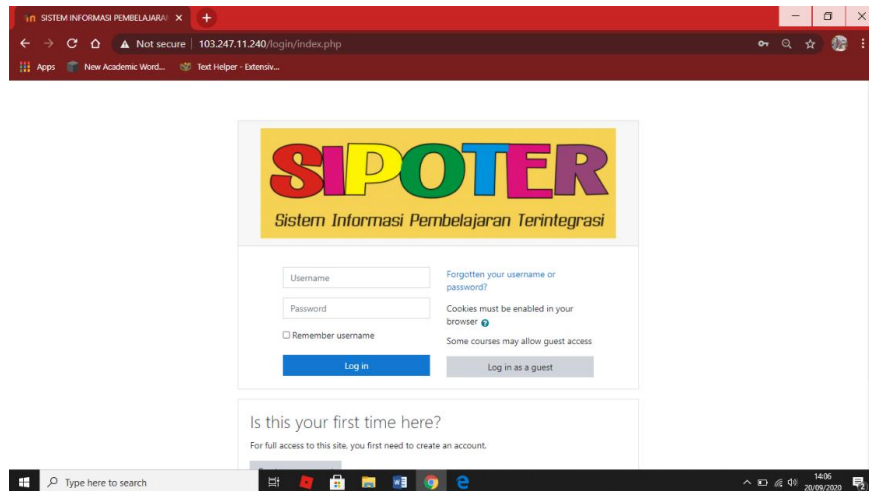 SISTEM INFORMASI PEMBELAJARA
Not secure | 103.247.11.240/login/index.php
Apps New Academic Word... Text Helper - Extensiv...
SIPOTER
Sistem Informasi Pembelajaran Terintegrasi
Username
Password
Remember username
Log in
Forgotten your username or
password?
Cookies must be enabled in your
browser
Some courses may allow guest access
Log in as a guest
Is this your first time here?
For full access to this site, you first need to create an account.
Type here to search
14:06
20/09/2020